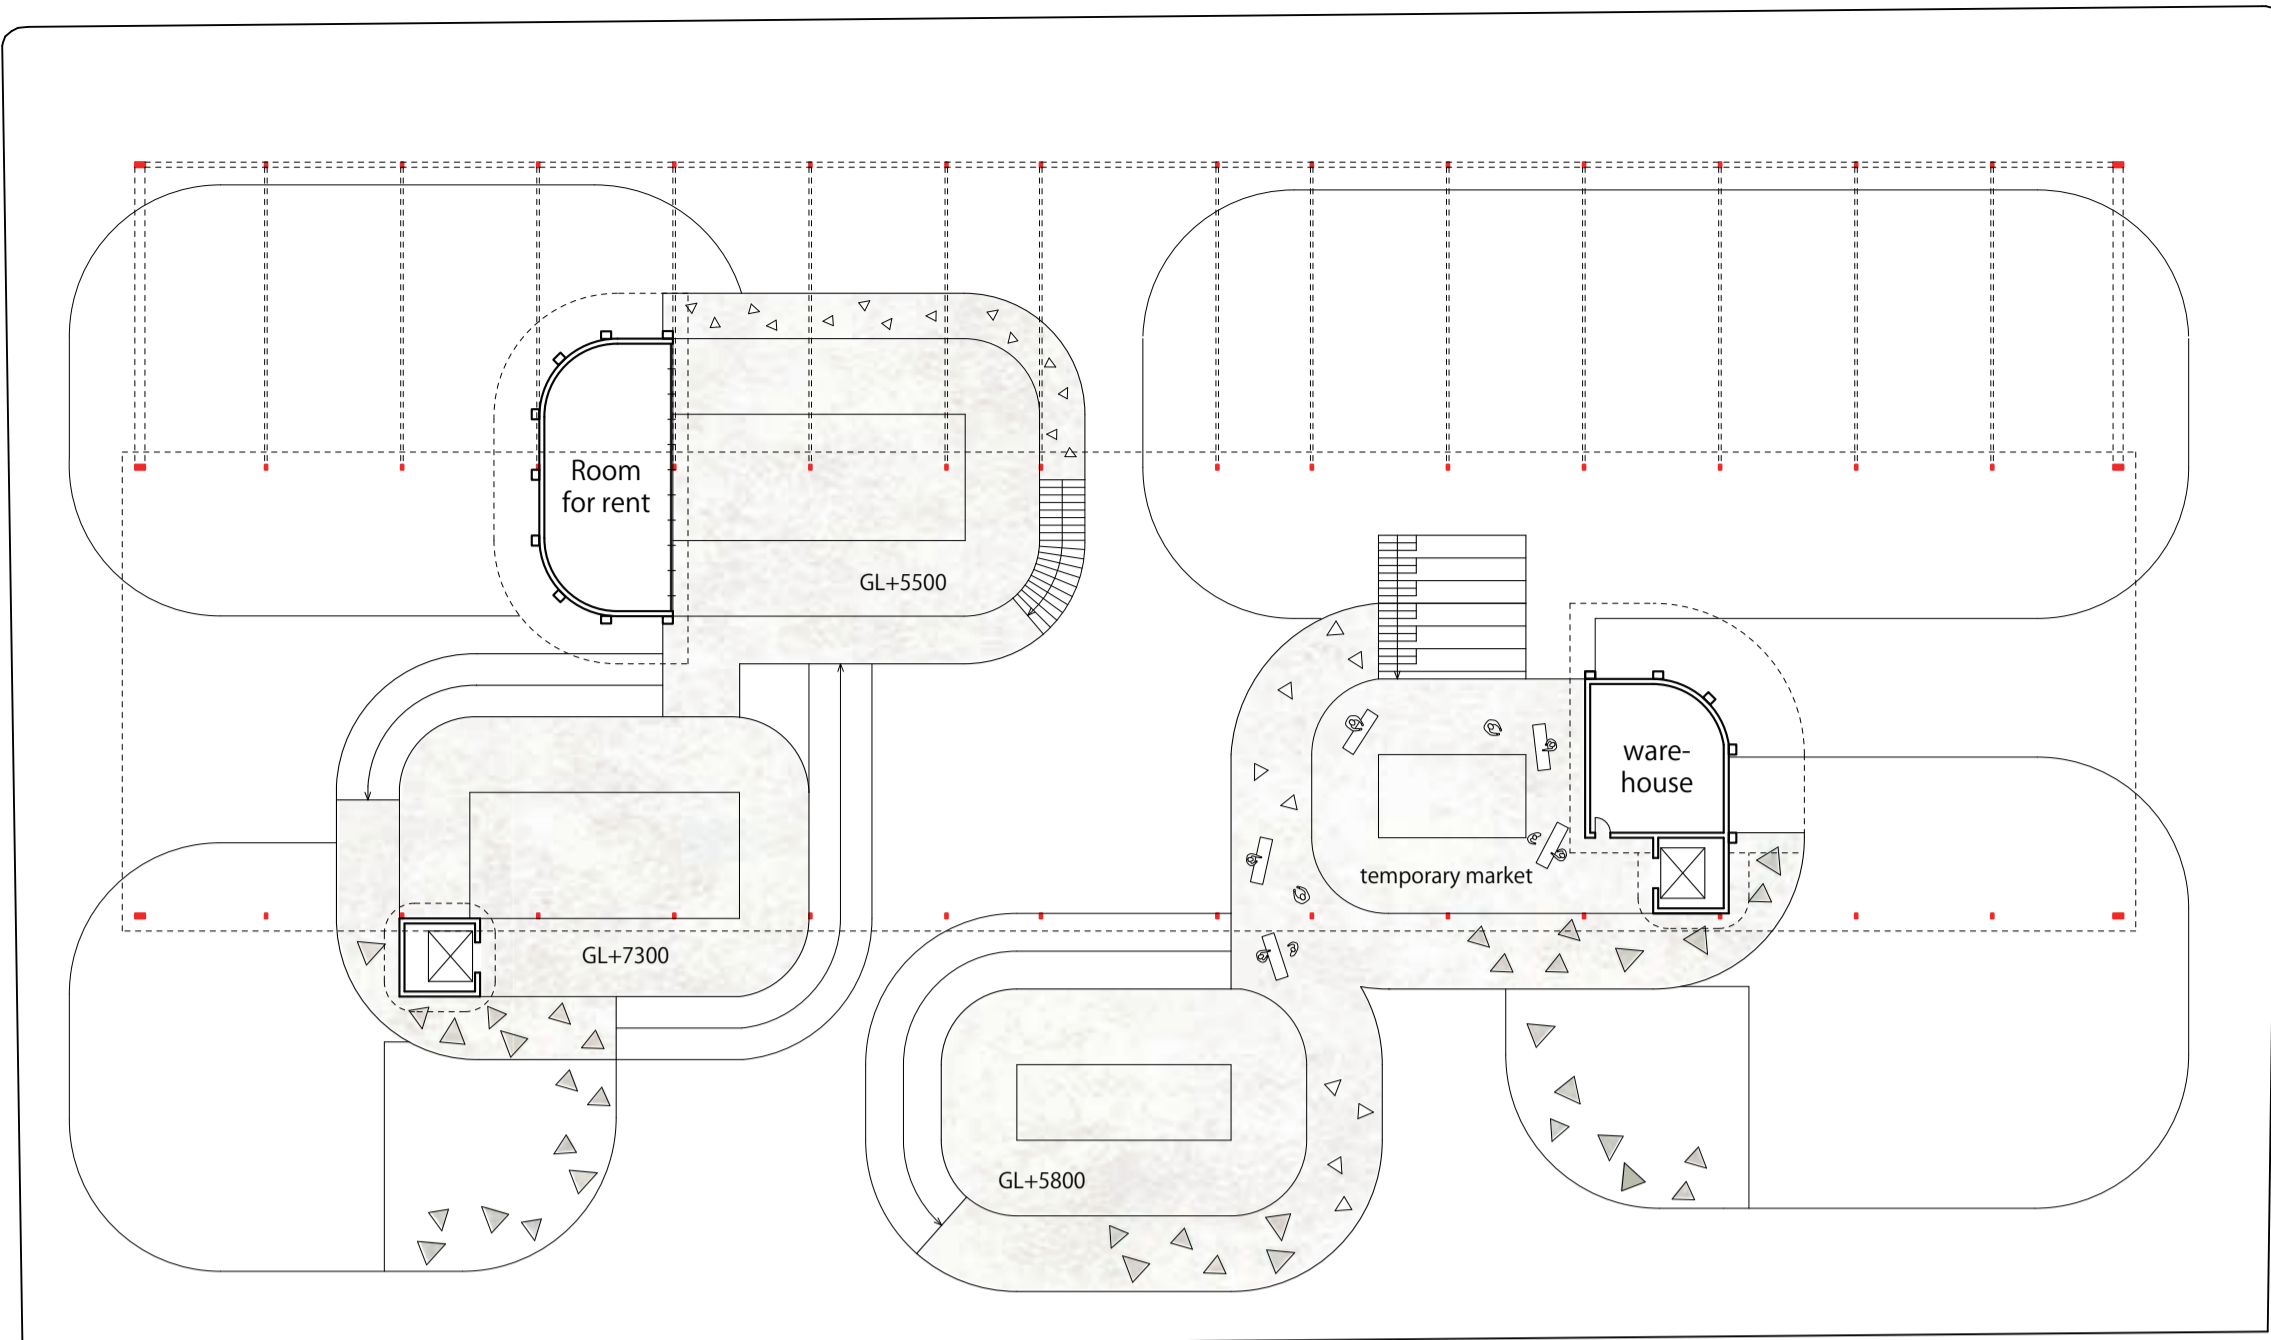 Room
for rent
GL+5500
ware-
house
temporary market
GL+7300
GL+5800